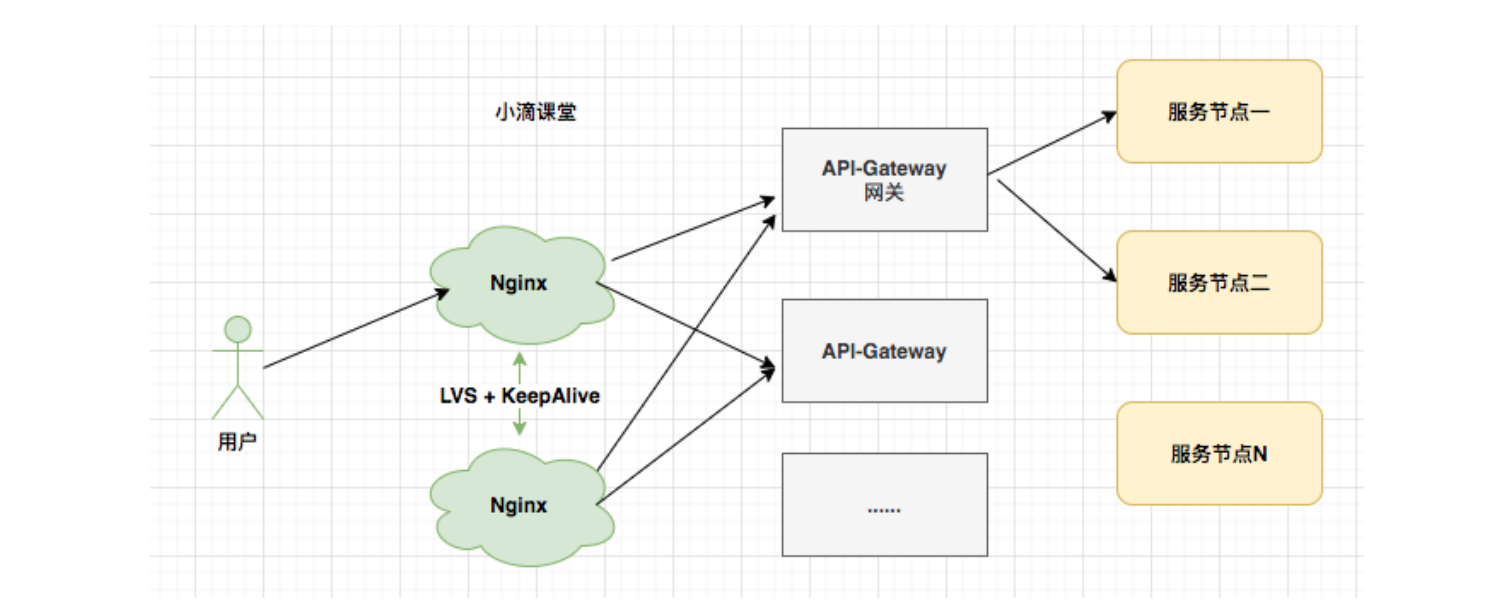 小滴课堂
服务节点一
API-Gateway
网关
Nginx
服务节点二
API-Gateway
LVS + KeepAlive
用户
服务节点N
Nginx
......